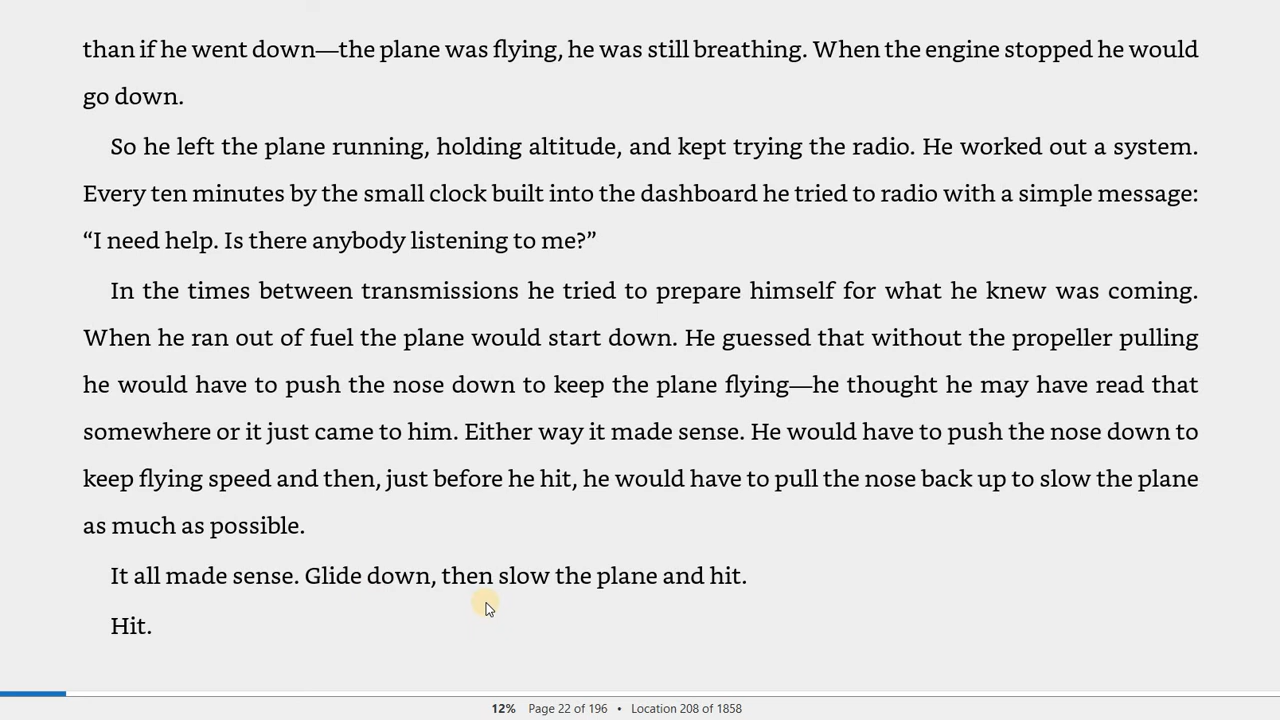 than if he went down—the plane was flying, he was still breathing. When the engine stopped he would
go down.
So he left the plane running, holding altitude, and kept trying the radio. He worked out a system.
Every ten minutes by the small clock built into the dashboard he tried to radio with a simple message:
“I need help. Is there anybody listening to me?”
In the times between transmissions he tried to prepare himself for what he knew was coming.
When he ran out of fuel the plane would start down. He guessed that without the propeller pulling
he would have to push the nose down to keep the plane flying—he thought he may have read that
somewhere or it just came to him. Either way it made sense. He would have to push the nose down to
keep flying speed and then, just before he hit, he would have to pull the nose back up to slow the plane
as much as possible.
It all made sense. Glide down, then slow the plane and hit.
Hit.
12% Page 22 of 196 • Location 208 of 1858